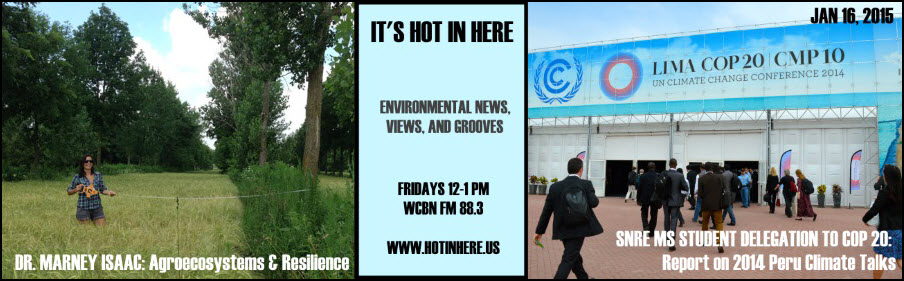 DR. MARNEY ISAAC: Agroecosystems & Resilience
IT'S HOT IN HERE
ENVIRONMENTAL NEWS,
VIEWS, AND GROOVES
FRIDAYS 12-1 PM
WCBN FM 88.3
WWW.HOTINHERE.US
JAN 16, 2015
LIMA COP20 | CMP10
UN CLIMATE CHANGE CONFERENCE 2014
SNRE MS STUDENT DELEGATION TO COP 20:
Report on 2014 Peru Climate Talks